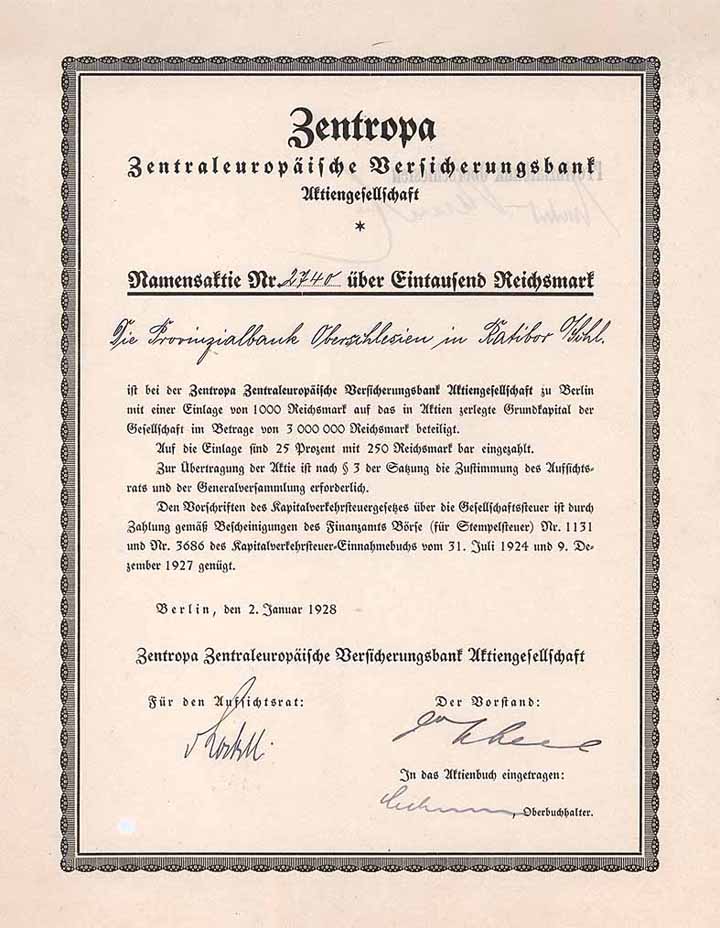 Zentropa
Zentraleuropäische Versicherungsbank
Aktiengesellschaft
*
Namensaktie Nr. 2740 über Eintausend Reichsmark
Die Provinzialbank Oberschlesien in Ratibor O/Schl.
ist bei der Zentropa Zentraleuropäische Versicherungsbank Aktiengesellschaft zu Berlin
mit einer Einlage von 1000 Reichsmark auf das in Aktien zerlegte Grundkapital der
Gesellschaft im Betrage von 3 000 000 Reichsmark beteiligt.
Auf die Einlage sind 25 Prozent mit 250 Reichsmark bar eingezahlt.
Zur Übertragung der Aktie ist nach § 3 der Satzung die Zustimmung des Aufsichts-
rats und der Generalversammlung erforderlich.
Den Vorschriften des Kapitalverkehrsteuergesetzes über die Gesellschaftsteuer ist durch
Zahlung gemäß Bescheinigungen des Finanzamts Börse (für Stempelsteuer) Nr. 1131
und Nr. 3686 des Kapitalverkehrsteuer-Einnahmebuchs vom 31. Juli 1924 und 9. De-
zember 1927 genügt.
Berlin, den 2. Januar 1928
Zentropa Zentraleuropäische Versicherungsbank Aktiengesellschaft
Für den Aufsichtsrat:
Der Vorstand:
In das Aktienbuch eingetragen:
, Oberbuchhalter.